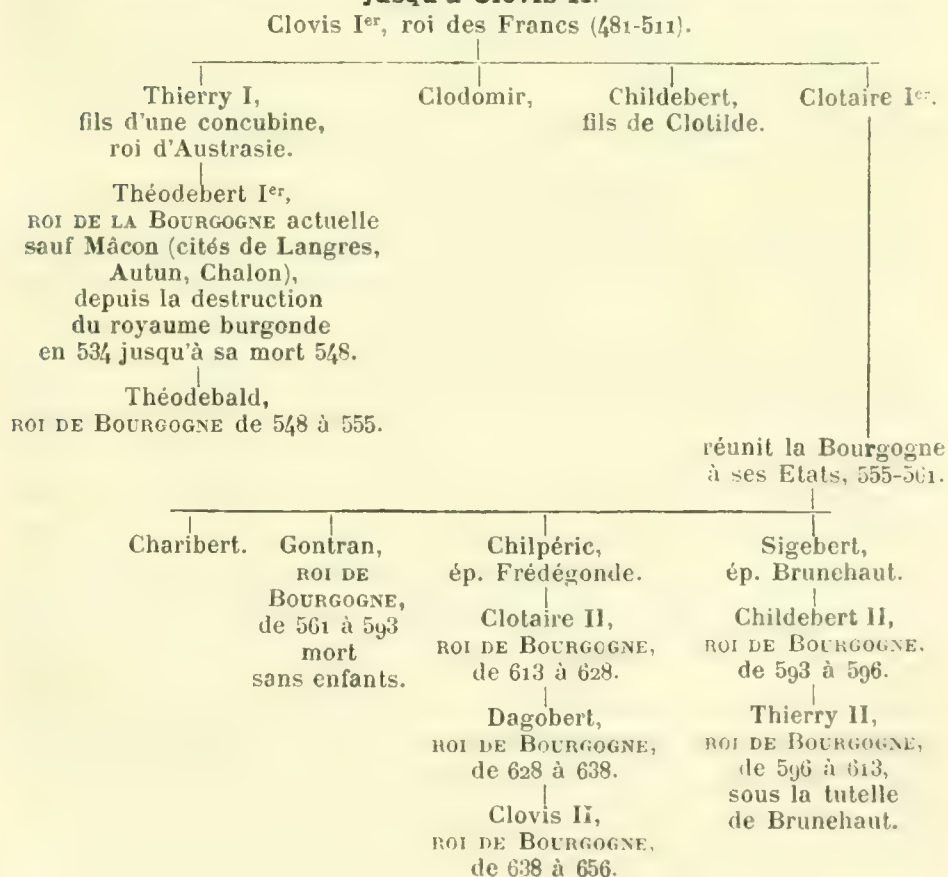 jusqu'à Clovis II.
Clovis Ier, roi des Francs (481-511).
Thierry I,
fils d'une concubine,
roi d'Austrasie.
Théodebert Ier,
ROI DE LA BOURGOGNE actuelle
sauf Mâcon (cités de Langres,
Autun, Chalon),
depuis la destruction
du royaume burgonde
en 534 jusqu'à sa mort 548.
Théodebald,
ROI DE BOURGOGNE de 548 à 555.
Clodomir,
Childebert,
fils de Clotilde.
Clotaire Ier.
réunit la Bourgogne
à ses Etats, 555-561.
Charibert.
Gontran,
ROI DE
BOURGOGNE,
de 561 à 593
mort
sans enfants.
Chilpéric,
ép. Frédégonde.
Clotaire II,
ROI DE BOURGOGNE,
de 613 à 628.
Dagobert,
ROI DE BOURGOGNE,
de 628 à 638.
Clovis II,
ROI DE BOURGOGNE,
de 638 à 656.
Sigebert,
ép. Brunehaut.
Childebert II,
ROI DE BOURGOGNE.
de 593 à 596.
Thierry II,
ROI DE BOURGOGNE,
de 596 à 613,
sous la tutelle
de Brunehaut.